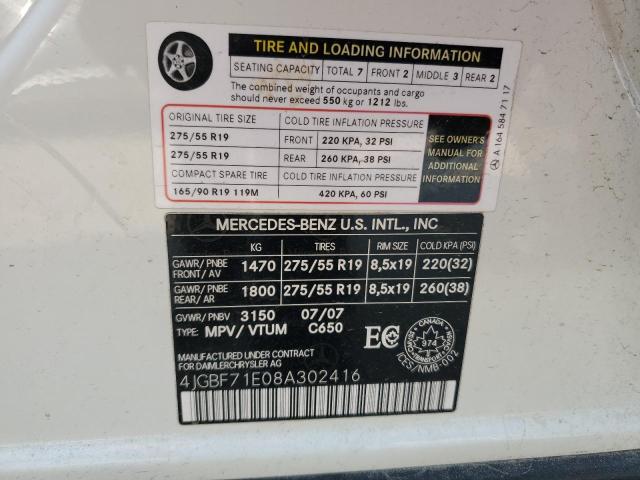 TIRE AND LOADING INFORMATION
SEATING CAPACITY TOTAL 7 FRONT 2 MIDDLE 3 REAR 2
The combined weight of occupants and cargo
should never exceed 550 kg or 1212 lbs.
ORIGINAL TIRE SIZE COLD TIRE INFLATION PRESSURE
275/55 R19 FRONT 220 KPA, 32 PSI
275/55 R19 REAR 260 KPA, 38 PSI
COMPACT SPARE TIRE COLD TIRE INFLATION PRESSURE
165/90 R19 119M 420 KPA, 60 PSI
SEE OWNER'S
MANUAL FOR
ADDITIONAL
INFORMATION
A 164 584 71 17
MERCEDES-BENZ U.S. INTL., INC
KG TIRES RIM SIZE COLD KPA (PSI)
GAWR/PNBE
FRONT/AV 1470 275/55 R19 8,5x19 220(32)
GAWR/PNBE
REAR/AR 1800 275/55 R19 8,5x19 260(38)
GVWR/PNBV 3150 07/07
TYPE: MPV/VTUM C650
MANUFACTURED UNDER CONTRACT
FOR DAIMLERCHRYSLER AG
4JGBF71E08A302416
EC
CANADA
974
ICES/NMB-002